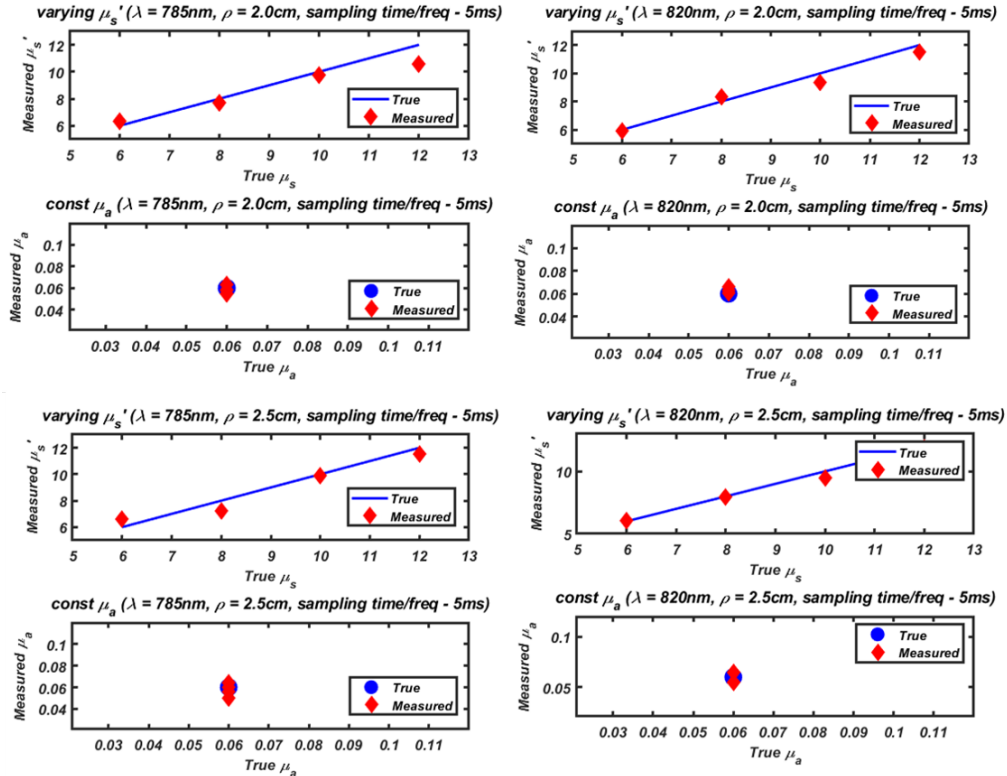 varying μs' (λ = 785nm, ρ = 2.0cm, sampling time/freq - 5ms)
Measured μs'
12
10
8
6
True
Measured
5 6 7 8 9 10 11 12 13
True μs
const μa (λ = 785nm, ρ = 2.0cm, sampling time/freq - 5ms)
Measured μa
0.1
0.08
0.06
0.04
True
Measured
0.03 0.04 0.05 0.06 0.07 0.08 0.09 0.1 0.11
True μa
varying μs' (λ = 820nm, ρ = 2.0cm, sampling time/freq - 5ms)
Measured μs'
12
10
8
6
True
Measured
5 6 7 8 9 10 11 12 13
True μs
const μa (λ = 820nm, ρ = 2.0cm, sampling time/freq - 5ms)
Measured μa
0.1
0.08
0.06
0.04
True
Measured
0.03 0.04 0.05 0.06 0.07 0.08 0.09 0.1 0.11
True μa
varying μs' (λ = 785nm, ρ = 2.5cm, sampling time/freq - 5ms)
Measured μs'
12
10
8
6
True
Measured
5 6 7 8 9 10 11 12 13
True μs
const μa (λ = 785nm, ρ = 2.5cm, sampling time/freq - 5ms)
Measured μa
0.1
0.08
0.06
0.04
True
Measured
0.03 0.04 0.05 0.06 0.07 0.08 0.09 0.1 0.11
True μa
varying μs' (λ = 820nm, ρ = 2.5cm, sampling time/freq - 5ms)
Measured μs'
10
5
True
Measured
5 6 7 8 9 10 11 12 13
True μs
const μa (λ = 820nm, ρ = 2.5cm, sampling time/freq - 5ms)
Measured μa
0.1
0.05
True
Measured
0.03 0.04 0.05 0.06 0.07 0.08 0.09 0.1 0.11
True μa